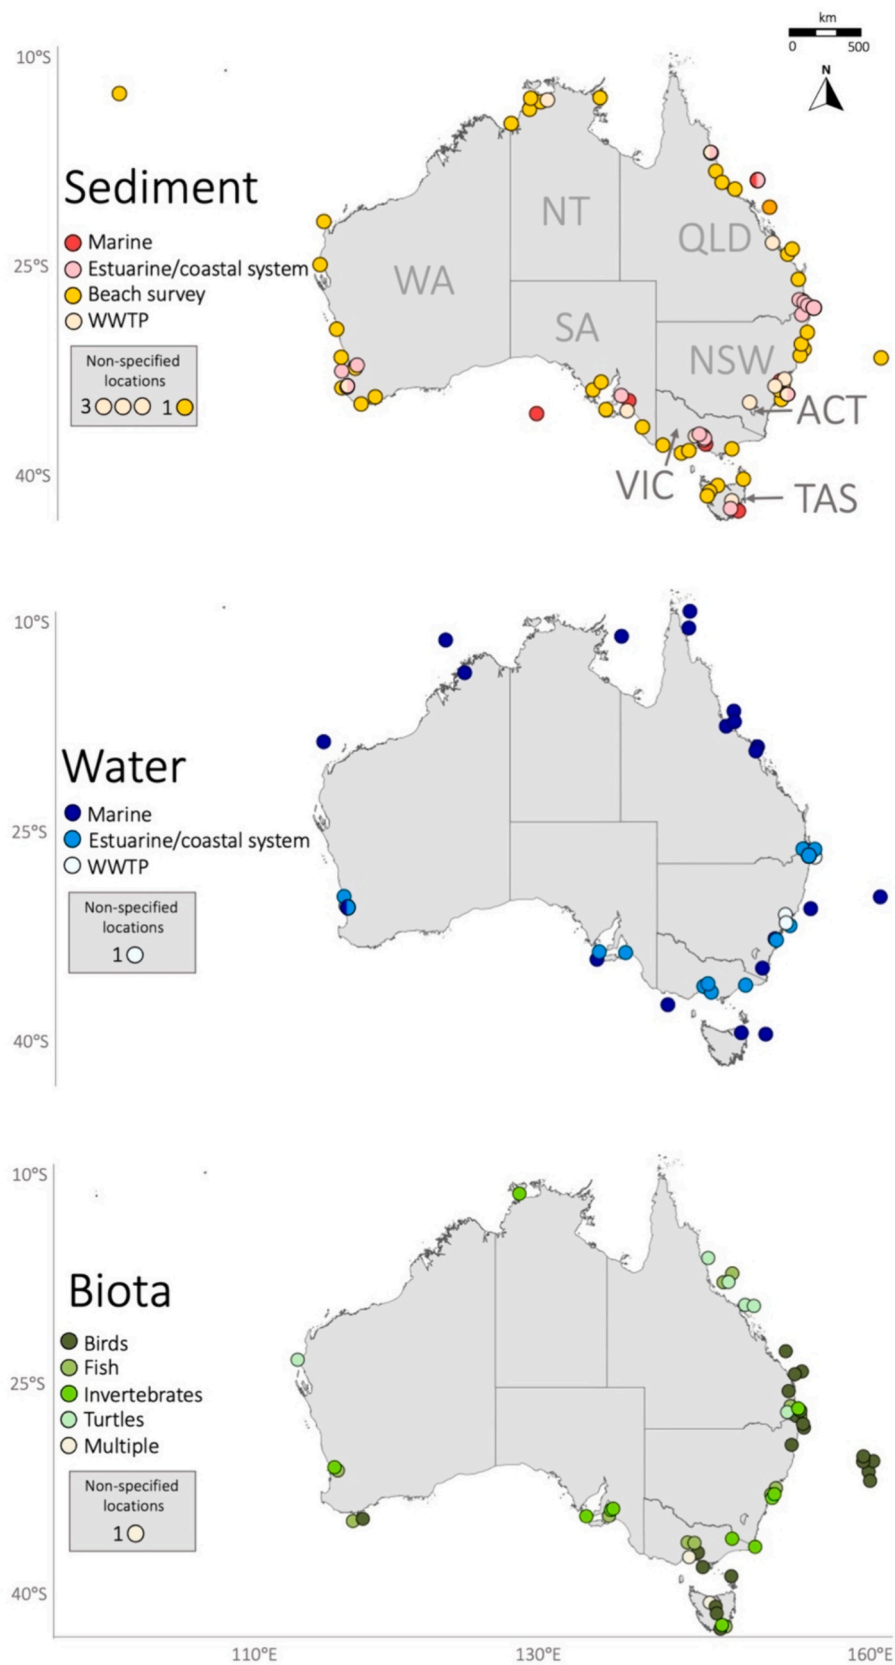 km
0 500
N
10°S
Sediment
Marine
Estuarine/coastal system
Beach survey
WWTP
Non-specified
locations
3 1
25°S
40°S
NT
QLD
WA
SA
NSW
ACT
VIC
TAS
10°S
Water
Marine
Estuarine/coastal system
WWTP
Non-specified
locations
1
25°S
40°S
10°S
Biota
Birds
Fish
Invertebrates
Turtles
Multiple
Non-specified
locations
1
25°S
40°S
110°E 130°E 160°E